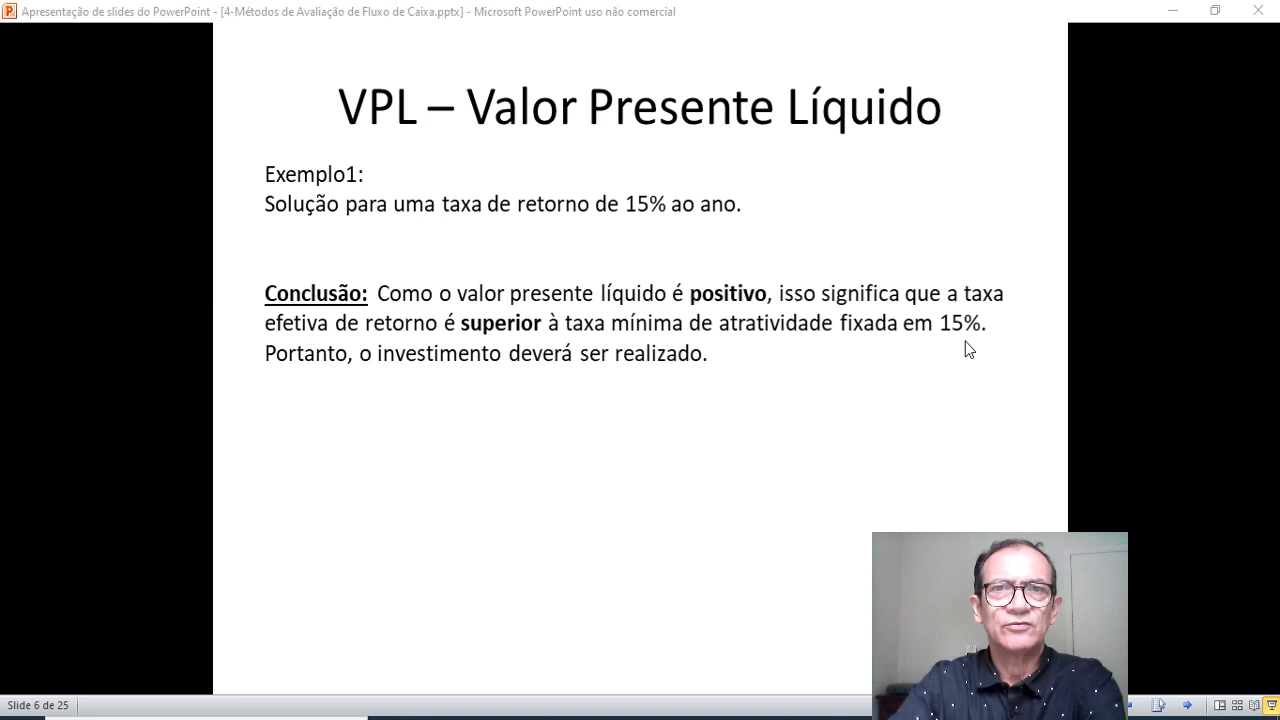 Apresentação de slides do PowerPoint - [4-Métodos de Avaliação de Fluxo de Caixa.pptx] - Microsoft PowerPoint uso não comercial
VPL – Valor Presente Líquido
Exemplo1:
Solução para uma taxa de retorno de 15% ao ano.
Conclusão: Como o valor presente líquido é positivo, isso significa que a taxa
efetiva de retorno é superior à taxa mínima de atratividade fixada em 15%.
Portanto, o investimento deverá ser realizado.
Slide 6 de 25